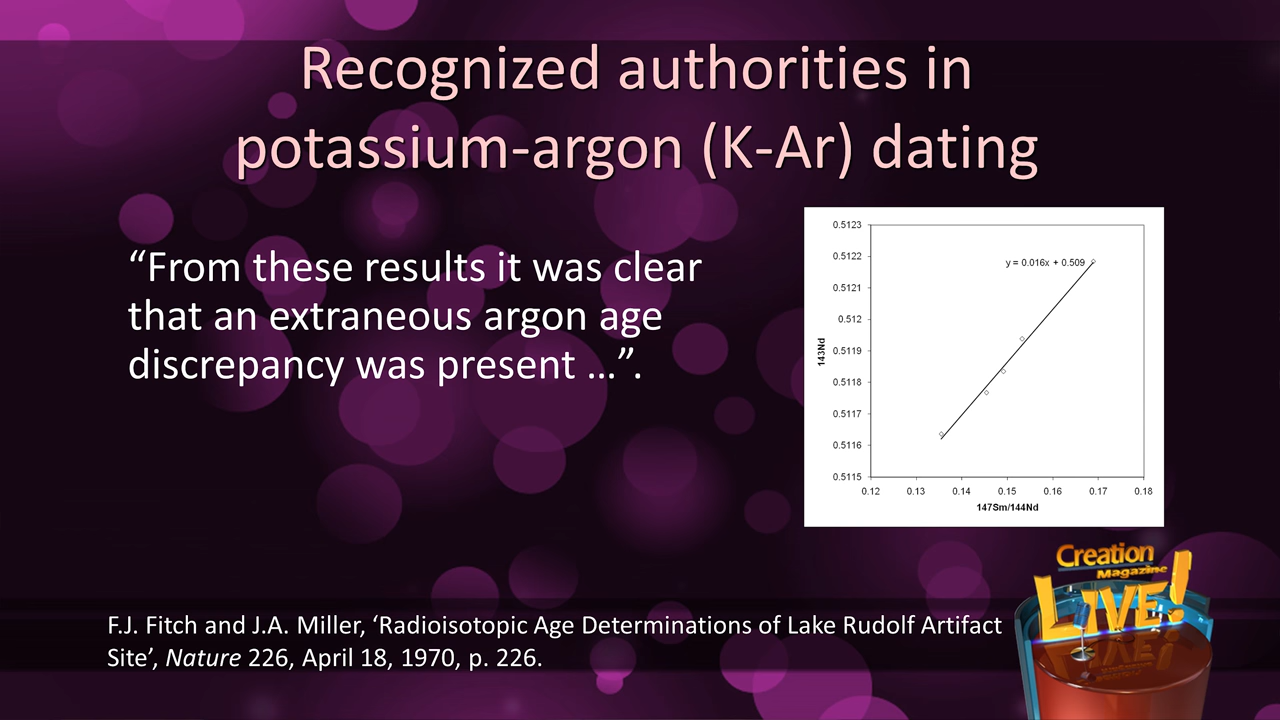 Recognized authorities in
potassium-argon (K-Ar) dating
“From these results it was clear
that an extraneous argon age
discrepancy was present …”.
0.5123
0.5122
0.5121
0.512
0.5119
0.5118
0.5117
0.5116
0.5115
143Nd
y = 0.016x + 0.509
0.12 0.13 0.14 0.15 0.16 0.17 0.18
147Sm/144Nd
Creation
Magazine
LIVE!
F.J. Fitch and J.A. Miller, ‘Radioisotopic Age Determinations of Lake Rudolf Artifact
Site’, Nature 226, April 18, 1970, p. 226.